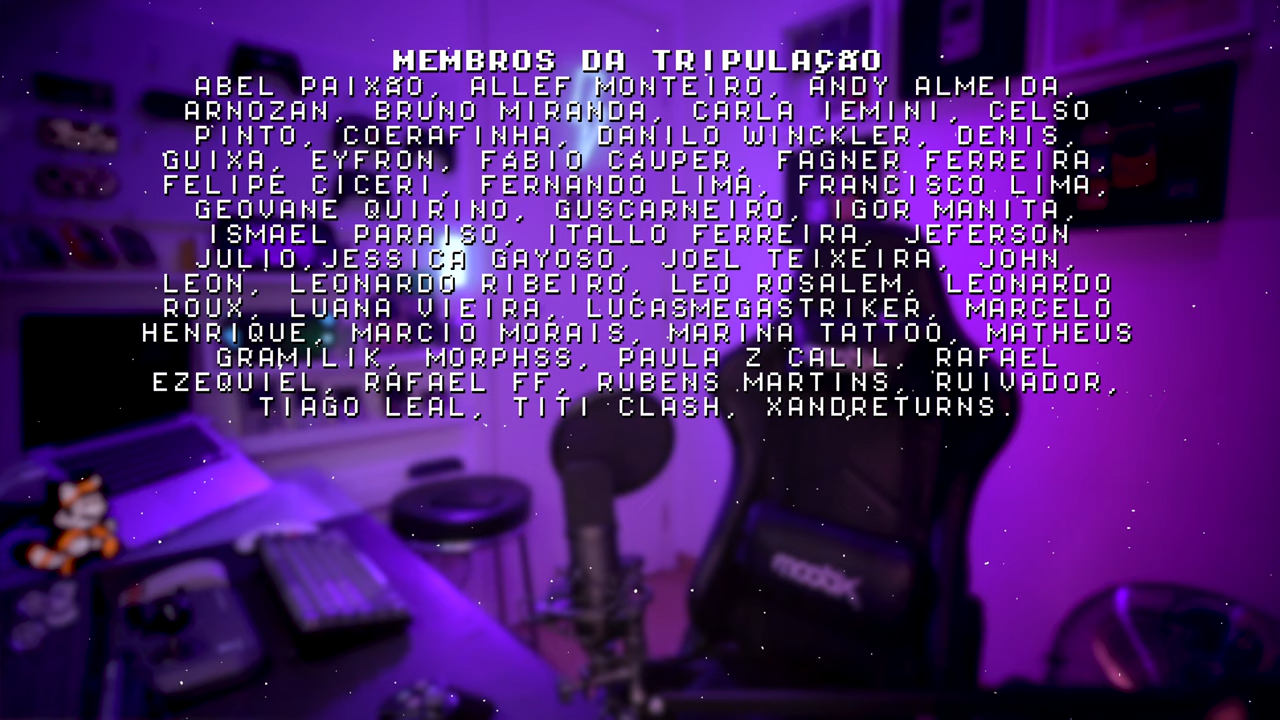 MEMBROS DA TRIPULAÇÃO
ABEL PAIXÃO, ALLEF MONTEIRO, ANDY ALMEIDA,
ARNOZAN, BRUNO MIRANDA, CARLA IEMINI, CELSO
PINTO, COERAFINHA, DANILO WINCKLER, DENIS,
GUIXA, EYFRON, FÁBIO CÁUPER, FAGNER FERREIRA,
FELIPE CICERI, FERNANDO LIMA, FRANCISCO LIMA,
GEOVANE QUIRINO, GUSCARNEIRO, IGOR MANITA,
ISMAEL PARAISO, ITALLO FERREIRA, JEFERSON
JULIO,JESSICA GAYOSO, JOEL TEIXEIRA, JOHN,
LEON, LEONARDO RIBEIRO, LEO ROSALEM, LEONARDO
ROUX, LUANA VIEIRA, LUCASMEGASTRIKER, MARCELO
HENRIQUE, MARCIO MORAIS, MARINA TATTOO, MATHEUS
GRAMILIK, MORPHSS, PAULA Z CALIL, RAFAEL
EZEQUIEL, RAFAEL FF, RUBENS MARTINS, RUIVADOR,
TIAGO LEAL, TITI CLASH, XANDRETURNS.